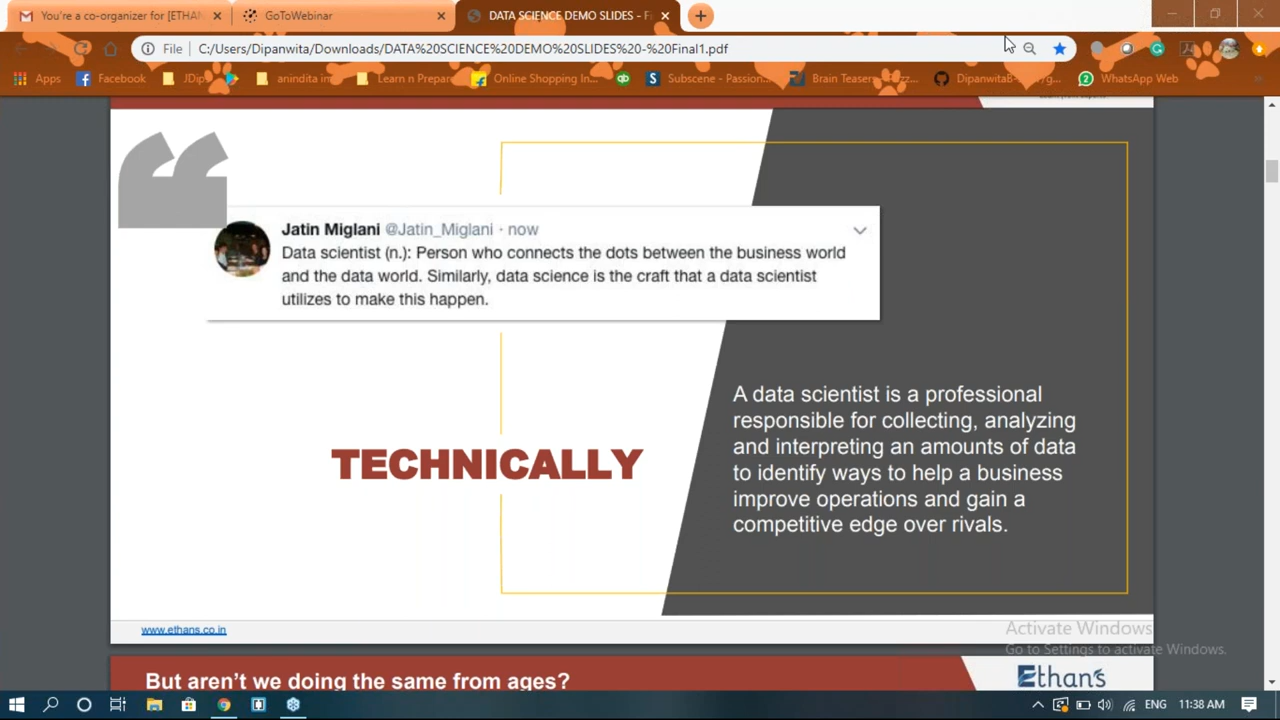 You're a co-organizer for [ETHAN
GoToWebinar
DATA SCIENCE DEMO SLIDES - F
File
C:/Users/Dipanwita/Downloads/DATA%20SCIENCE%20DEMO%20SLIDES%20-%20Final1.pdf
Apps
Facebook
JDips
anindita in
Learn n Prepare
Online Shopping In...
Subscene - Passion...
Brain Teasers
WhatsApp Web
Jatin Miglani @Jatin_Miglani · now
Data scientist (n.): Person who connects the dots between the business world
and the data world. Similarly, data science is the craft that a data scientist
utilizes to make this happen.
TECHNICALLY
A data scientist is a professional
responsible for collecting, analyzing
and interpreting an amounts of data
to identify ways to help a business
improve operations and gain a
competitive edge over rivals.
www.ethans.co.in
Activate Windows
Go to Settings to activate Windows.
But aren't we doing the same from ages?
Ethan's
ENG
11:38 AM